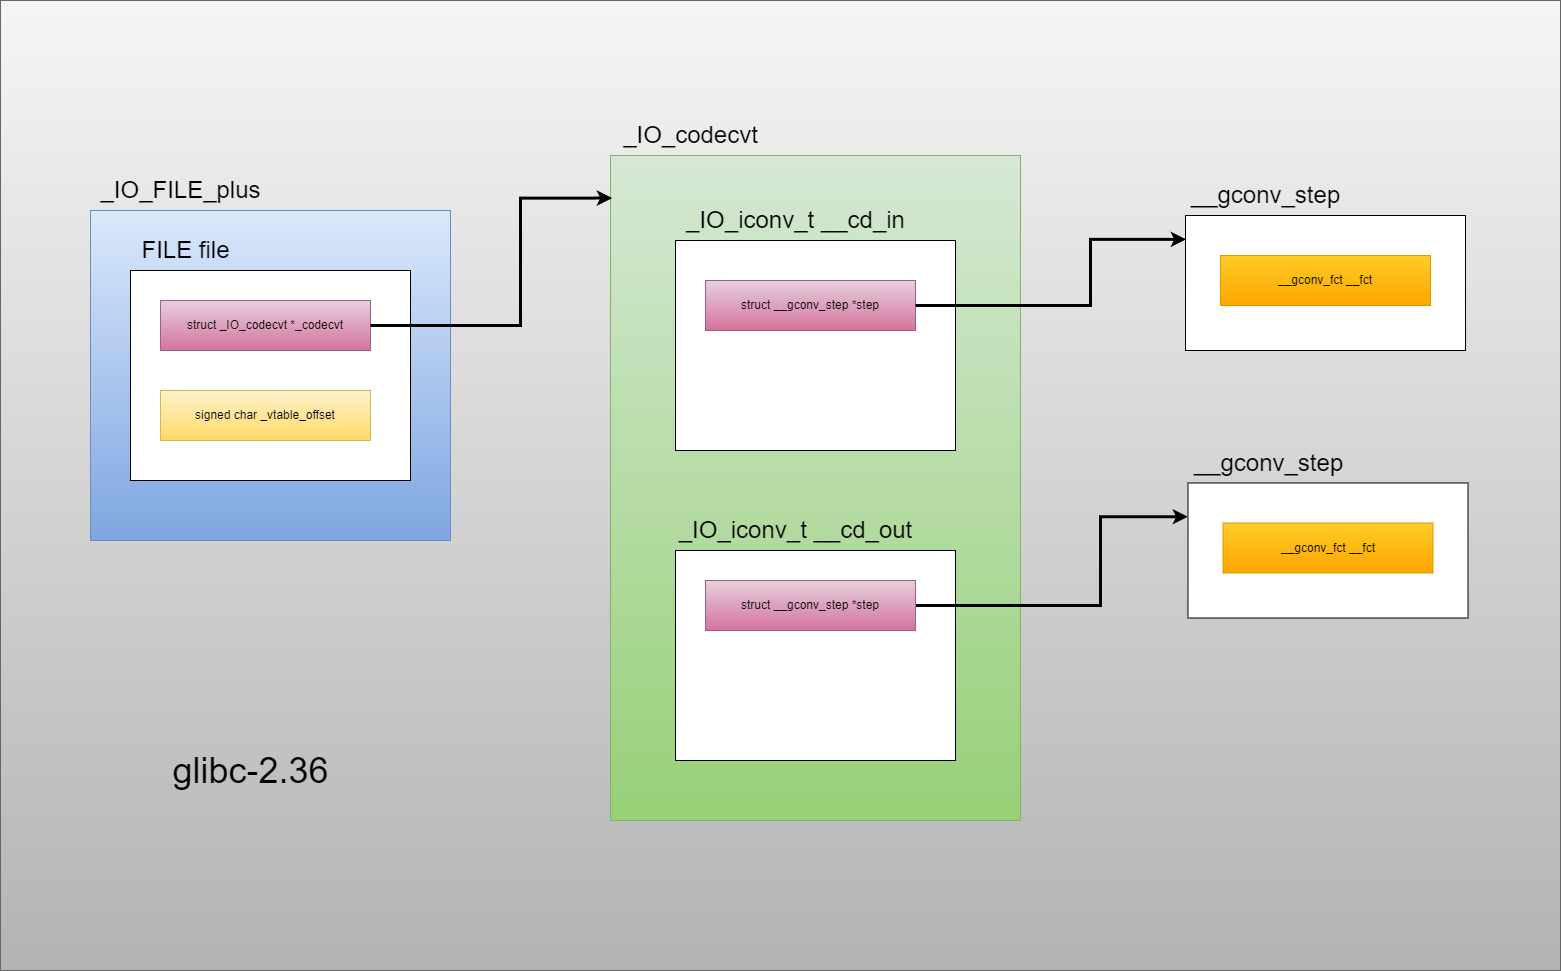 _IO_FILE_plus
FILE file
struct _IO_codecvt *_codecvt
signed char _vtable_offset
_IO_codecvt
_IO_iconv_t __cd_in
struct __gconv_step *step
_IO_iconv_t __cd_out
struct __gconv_step *step
__gconv_step
__gconv_fct __fct
__gconv_step
__gconv_fct __fct
glibc-2.36